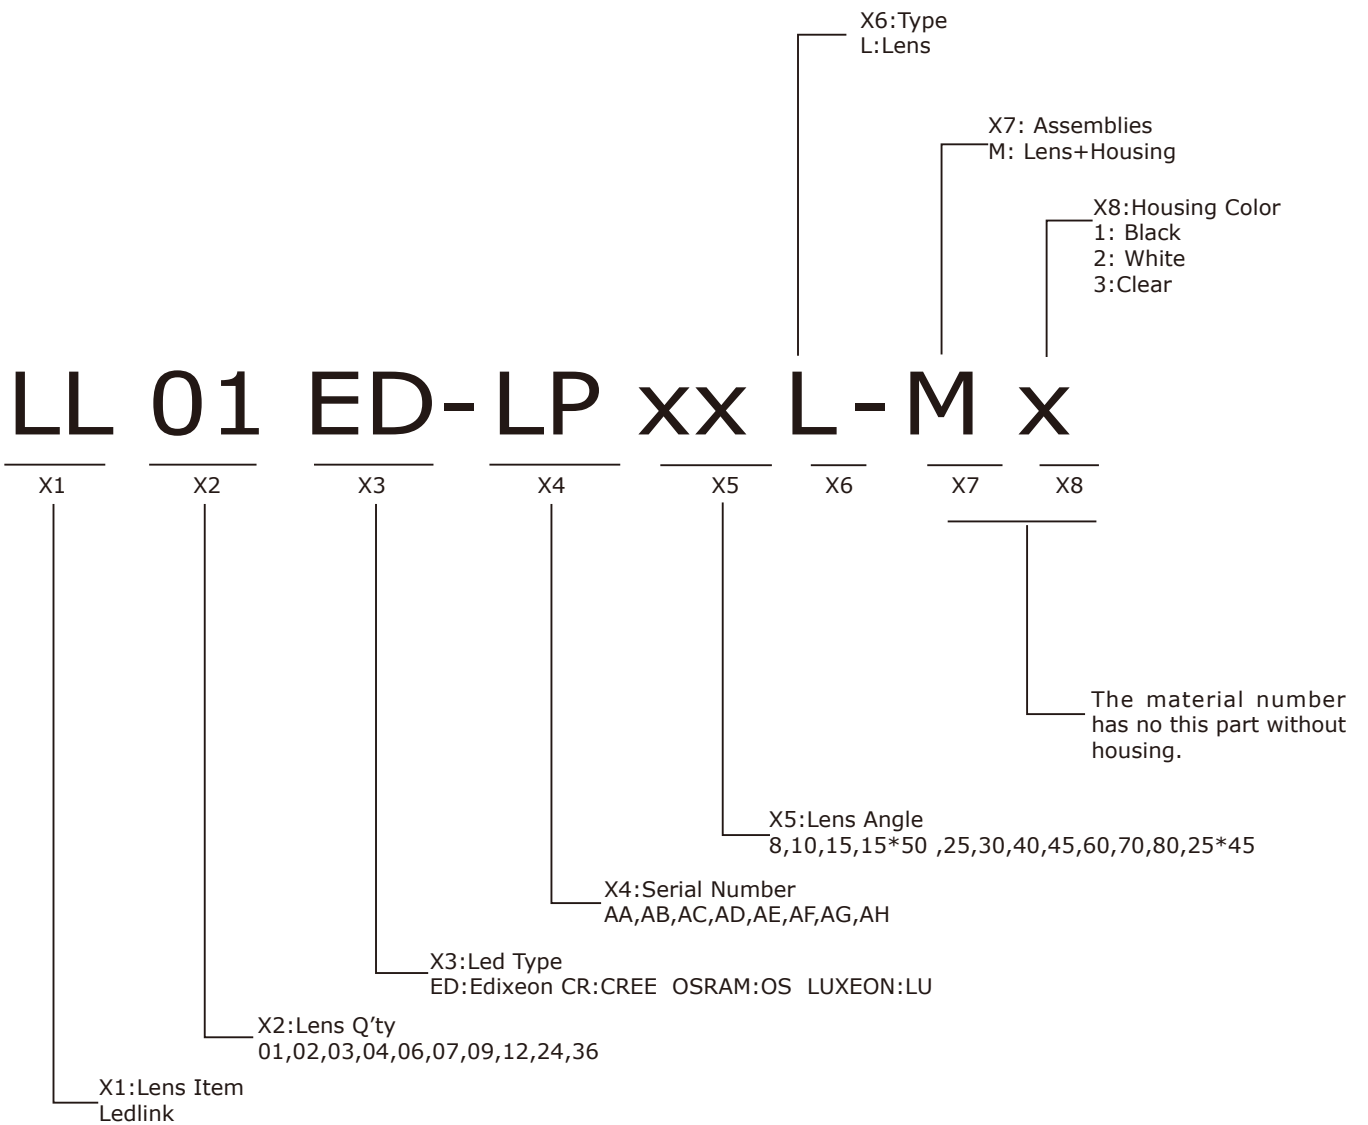 X6:Type
L:Lens
X7: Assemblies
M: Lens+Housing
X8:Housing Color
1: Black
2: White
3:Clear
LL 01 ED-LP xx L-M x
X1 X2 X3 X4 X5 X6 X7 X8
The material number
has no this part without
housing.
X5:Lens Angle
8,10,15,15*50 ,25,30,40,45,60,70,80,25*45
X4:Serial Number
AA,AB,AC,AD,AE,AF,AG,AH
X3:Led Type
ED:Edixeon CR:CREE OSRAM:OS LUXEON:LU
X2:Lens Q’ty
01,02,03,04,06,07,09,12,24,36
X1:Lens Item
Ledlink